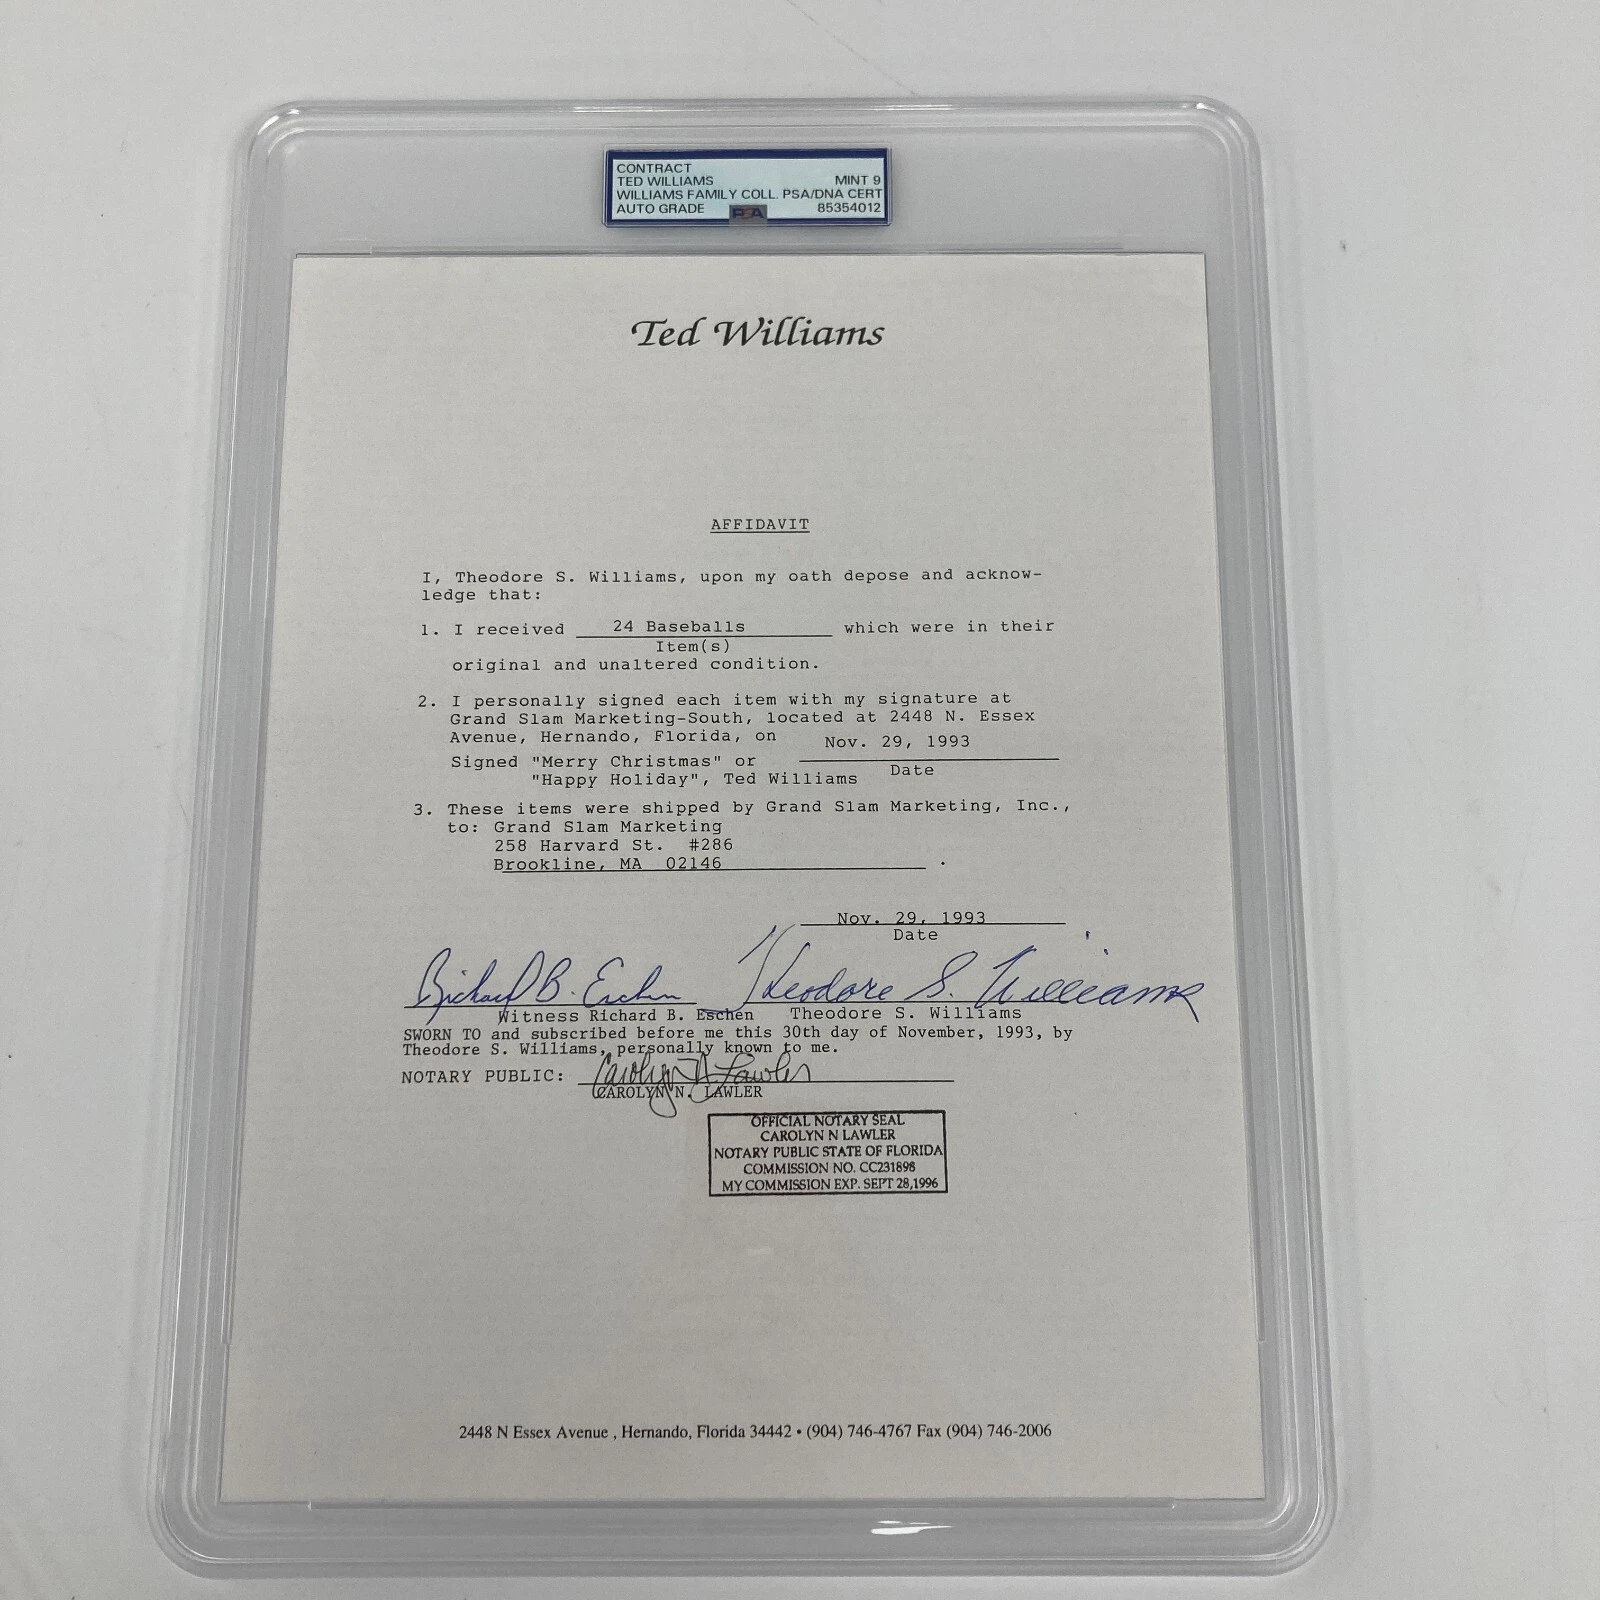 CONTRACT
TED WILLIAMS MINT 9
WILLIAMS FAMILY COLL. PSA/DNA CERT
AUTO GRADE PSA 85354012
Ted Williams
AFFIDAVIT
I, Theodore S. Williams, upon my oath depose and acknow-
ledge that:
1. I received 24 Baseballs which were in their
Item(s)
original and unaltered condition.
2. I personally signed each item with my signature at
Grand Slam Marketing-South, located at 2448 N. Essex
Avenue, Hernando, Florida, on Nov. 29, 1993
Signed "Merry Christmas" or
"Happy Holiday", Ted Williams Date
3. These items were shipped by Grand Slam Marketing, Inc.,
to: Grand Slam Marketing
258 Harvard St. #286
Brookline, MA 02146 .
Nov. 29, 1993
Date
Richard B. Eschen Theodore S. Williams
Witness Richard B. Eschen Theodore S. Williams
SWORN TO and subscribed before me this 30th day of November, 1993, by
Theodore S. Williams, personally known to me.
NOTARY PUBLIC: Carolyn N Lawler
CAROLYN N. LAWLER
OFFICIAL NOTARY SEAL
CAROLYN N LAWLER
NOTARY PUBLIC STATE OF FLORIDA
COMMISSION NO. CC231898
MY COMMISSION EXP. SEPT 28,1996
2448 N Essex Avenue , Hernando, Florida 34442 • (904) 746-4767 Fax (904) 746-2006